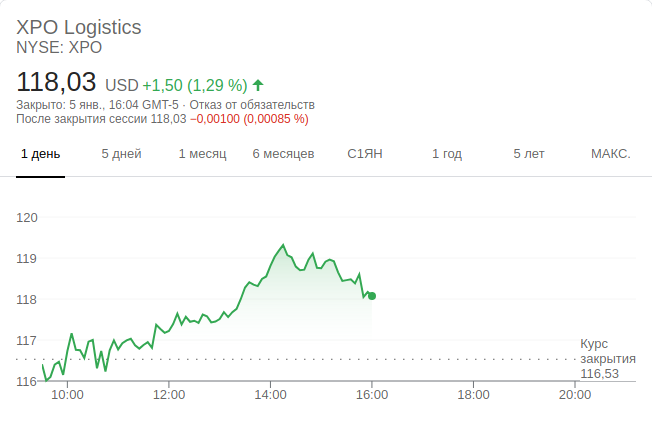 XPO Logistics
NYSE: XPO
118,03 USD +1,50 (1,29 %)
Закрыто: 5 янв., 16:04 GMT-5 · Отказ от обязательств
После закрытия сессии 118,03 −0,00100 (0,00085 %)
1 день 5 дней 1 месяц 6 месяцев С1ЯН 1 год 5 лет МАКС.
120
119
118
117
116
Курс
закрытия
116,53
10:00 12:00 14:00 16:00 18:00 20:00